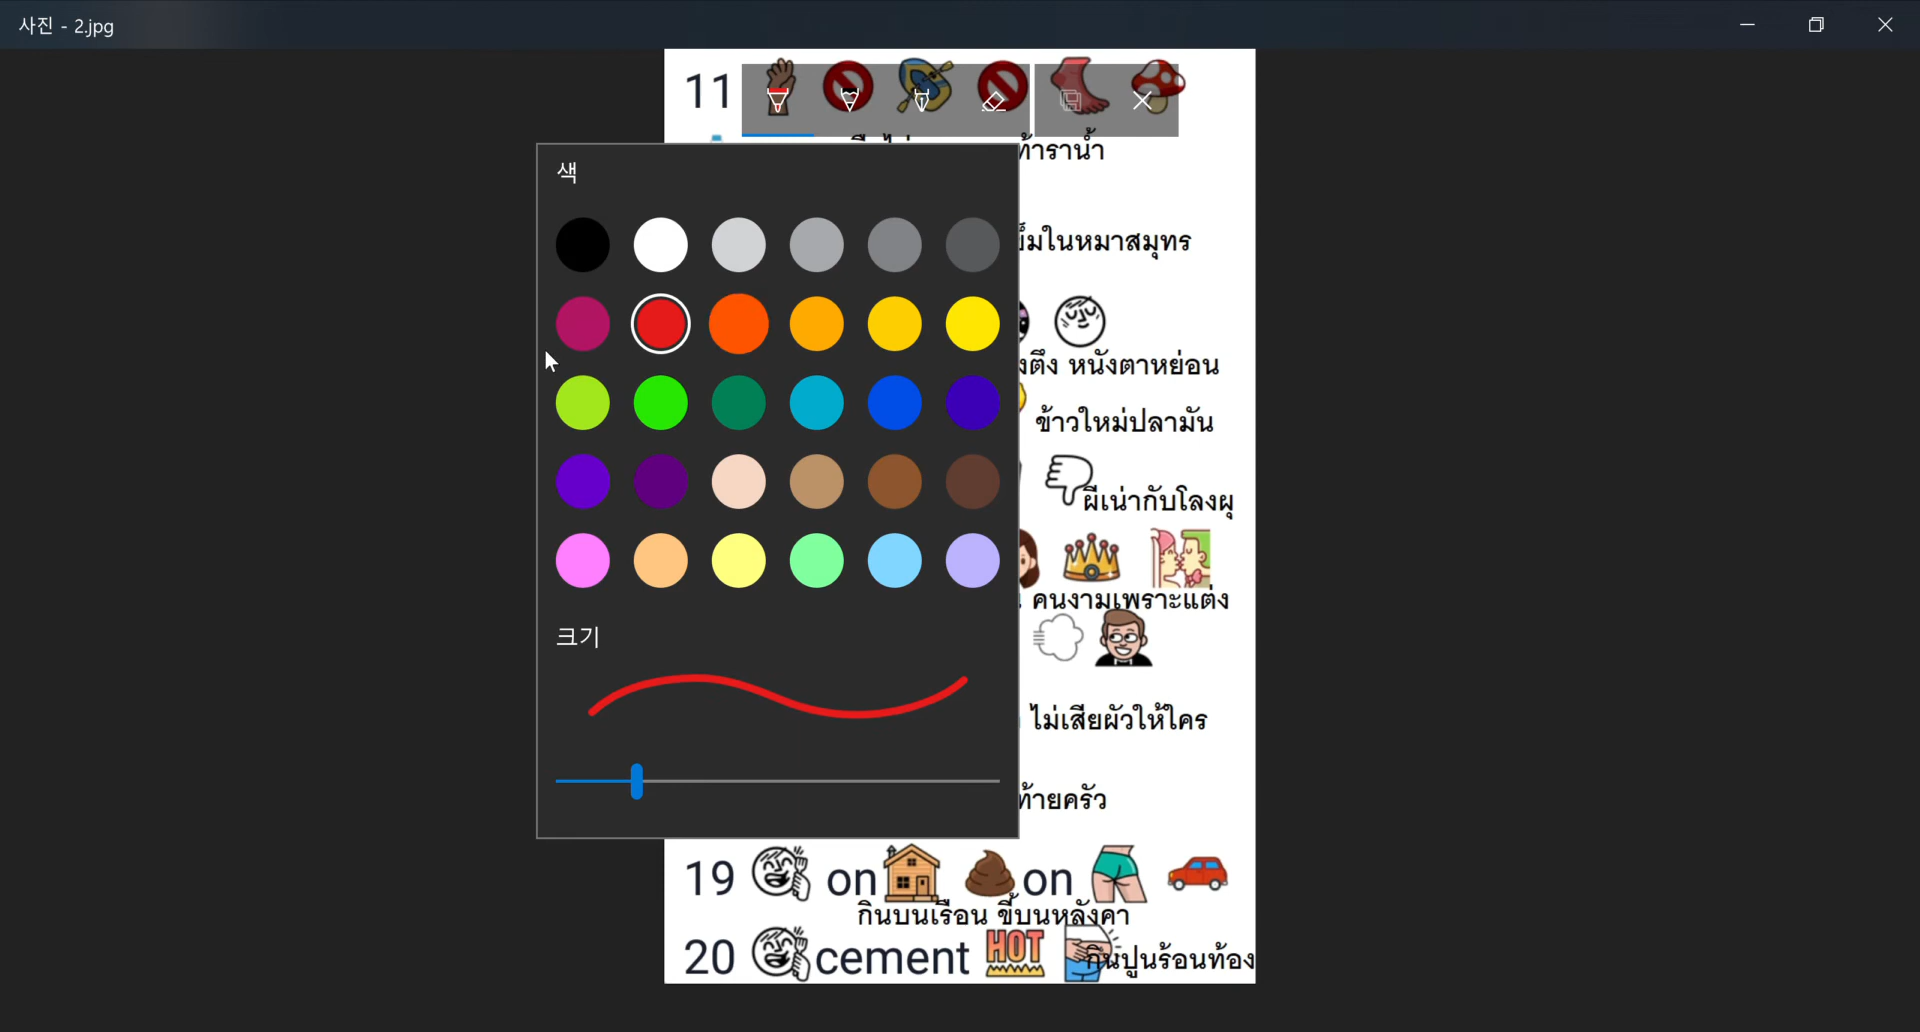 사진 - 2.jpg
11
ท้าราน้ำ
색
ในหมาสมุทร
หนังตาหย่อน
ข้าวใหม่ปลามัน
ผีเน่ากับโลงผุ
คนงามเพราะแต่ง
크기
ไม่เสียผัวให้ใคร
ท้ายครัว
19 on on
กินบนเรือน ขี้บนหลังคา
20 cement HOT กินปูนร้อนท้อง